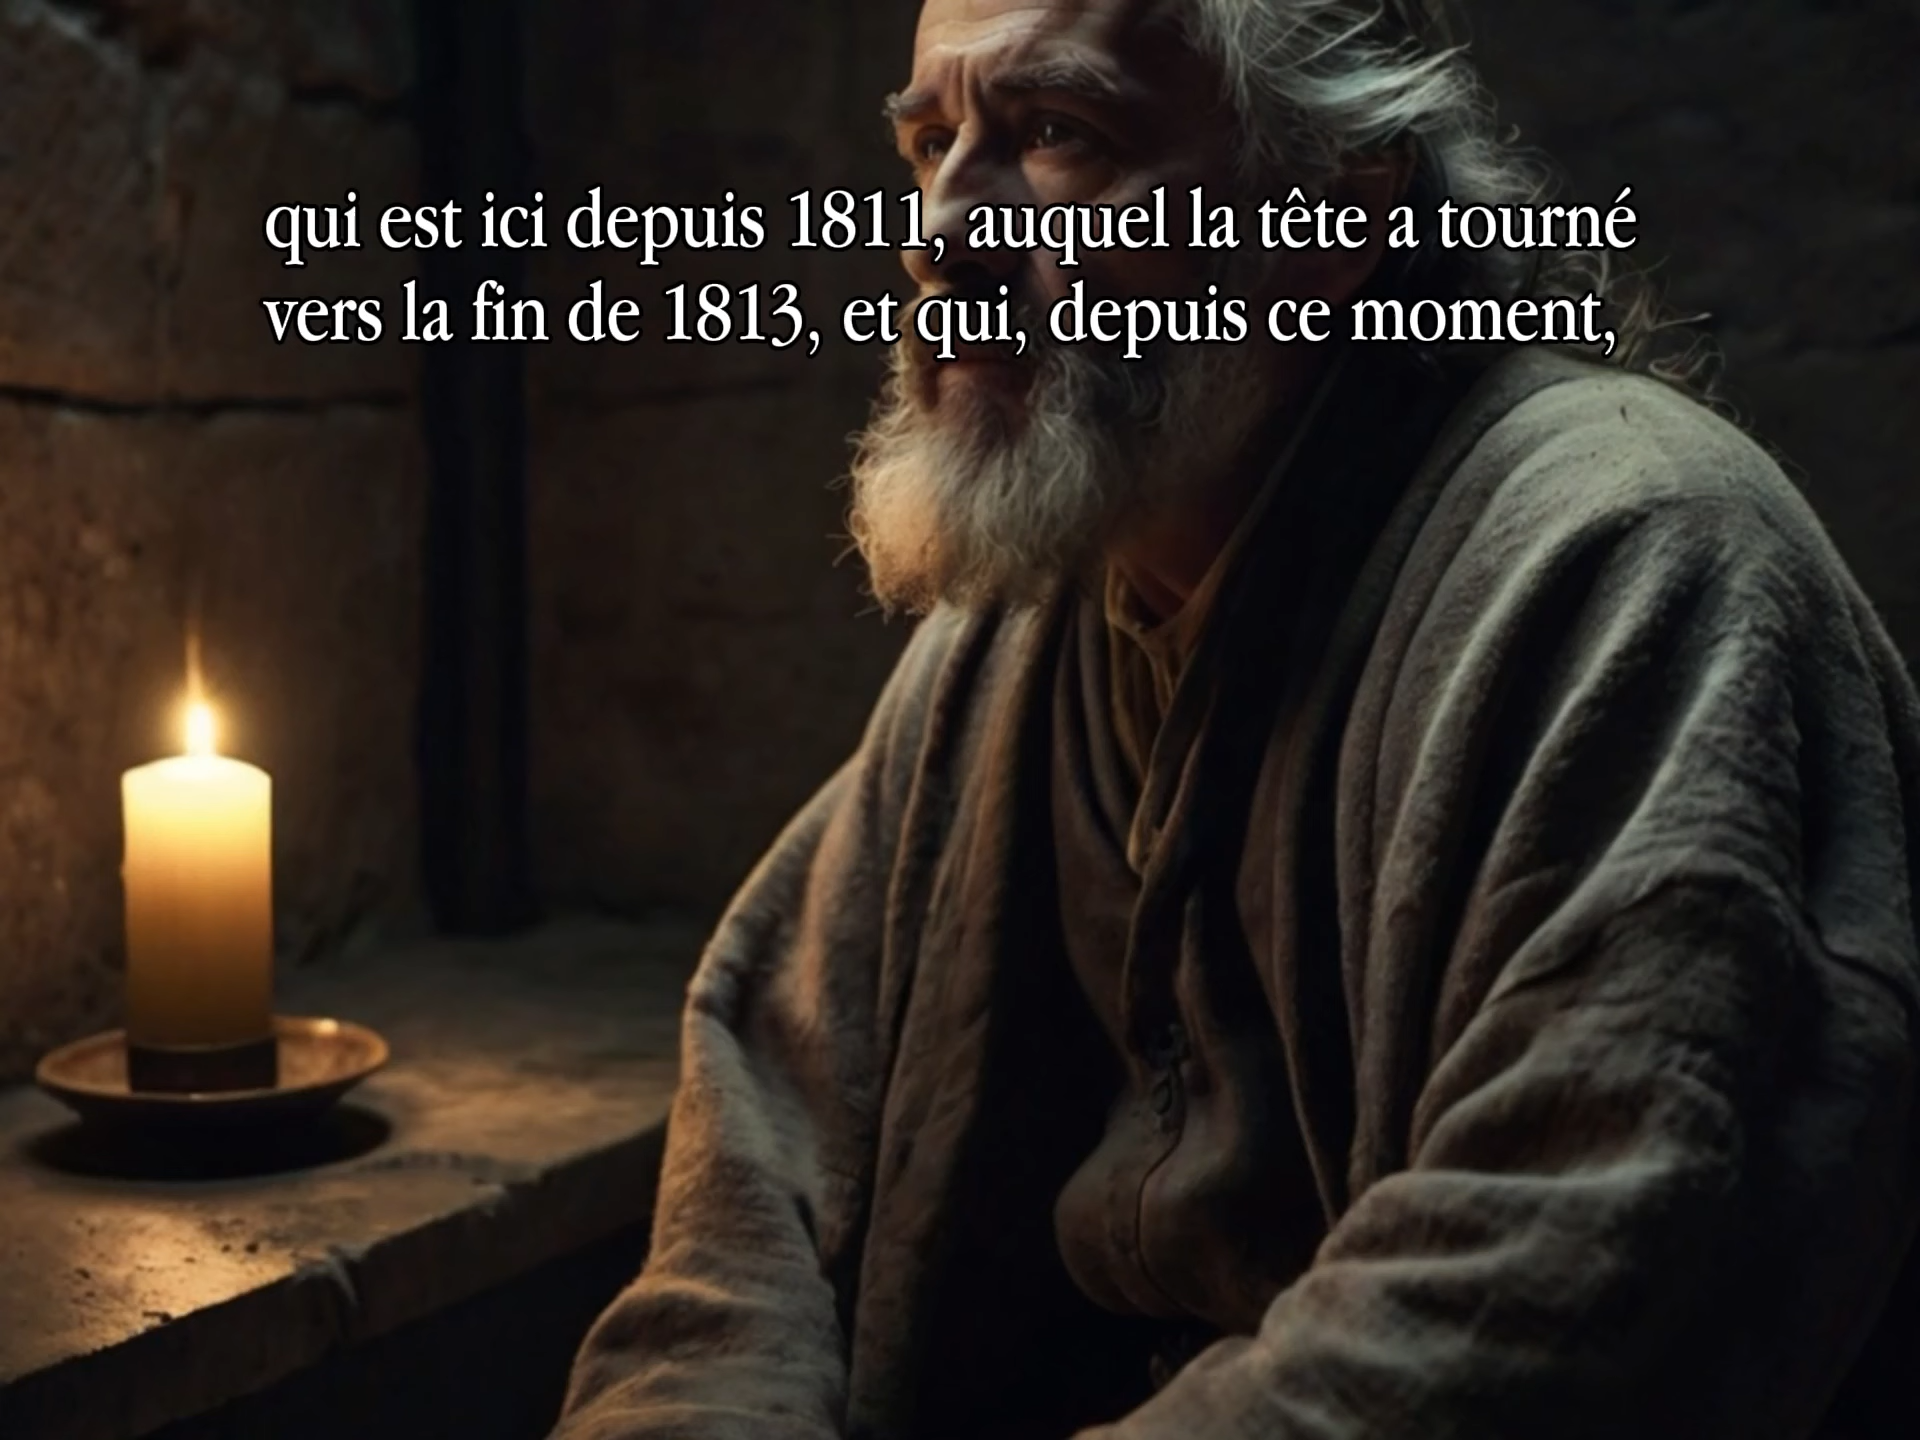 qui est ici depuis 1811, auquel la tête a tourné
vers la fin de 1813, et qui, depuis ce moment,